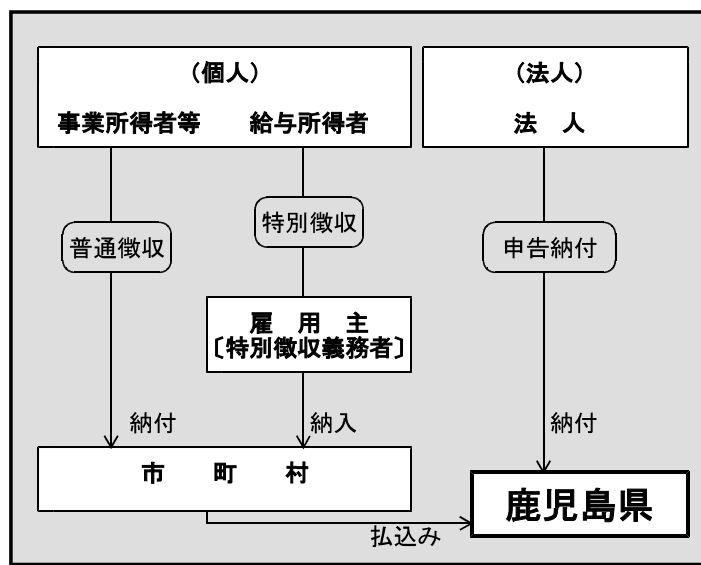 （個人）
事業所得者等　給与所得者
（法人）
法　人
普通徴収
特別徴収
申告納付
雇　用　主
〔特別徴収義務者〕
納付
納入
納付
市　町　村
鹿児島県
払込み